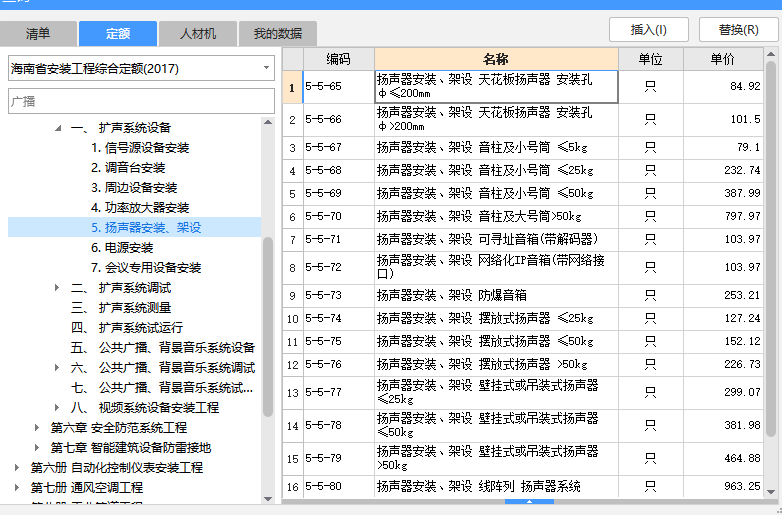 清单 定额 人材机 我的数据 插入(I) 替换(R)
海南省安装工程综合定额(2017)
广播
一、 扩声系统设备
1. 信号源设备安装
2. 调音台安装
3. 周边设备安装
4. 功率放大器安装
5. 扬声器安装、架设
6. 电源安装
7. 会议专用设备安装
二、 扩声系统调试
三、 扩声系统测量
四、 扩声系统试运行
五、 公共广播、背景音乐系统设备
六、 公共广播、背景音乐系统调试
七、 公共广播、背景音乐系统试...
八、 视频系统设备安装工程
第六章 安全防范系统工程
第七章 智能建筑设备防雷接地
第六册 自动化控制仪表安装工程
第七册 通风空调工程
编码 名称 单位 单价
1 5-5-65 扬声器安装、架设 天花板扬声器 安装孔
φ≤200mm 只 84.92
2 5-5-66 扬声器安装、架设 天花板扬声器 安装孔
φ>200mm 只 101.5
3 5-5-67 扬声器安装、架设 音柱及小号筒 ≤5kg 只 79.1
4 5-5-68 扬声器安装、架设 音柱及小号筒 ≤25kg 只 232.74
5 5-5-69 扬声器安装、架设 音柱及小号筒 ≤50kg 只 387.99
6 5-5-70 扬声器安装、架设 音柱及大号筒>50kg 只 797.97
7 5-5-71 扬声器安装、架设 可寻址音箱(带解码器) 只 103.97
8 5-5-72 扬声器安装、架设 网络化IP音箱(带网络接
口) 只 103.97
9 5-5-73 扬声器安装、架设 防爆音箱 只 253.21
10 5-5-74 扬声器安装、架设 摆放式扬声器 ≤25kg 只 127.24
11 5-5-75 扬声器安装、架设 摆放式扬声器 ≤50kg 只 152.12
12 5-5-76 扬声器安装、架设 摆放式扬声器 >50kg 只 226.73
13 5-5-77 扬声器安装、架设 壁挂式或吊装式扬声器
≤25kg 只 299.07
14 5-5-78 扬声器安装、架设 壁挂式或吊装式扬声器
≤50kg 只 381.98
15 5-5-79 扬声器安装、架设 壁挂式或吊装式扬声器
>50kg 只 464.88
16 5-5-80 扬声器安装、架设 线阵列 扬声器系统 只 963.25